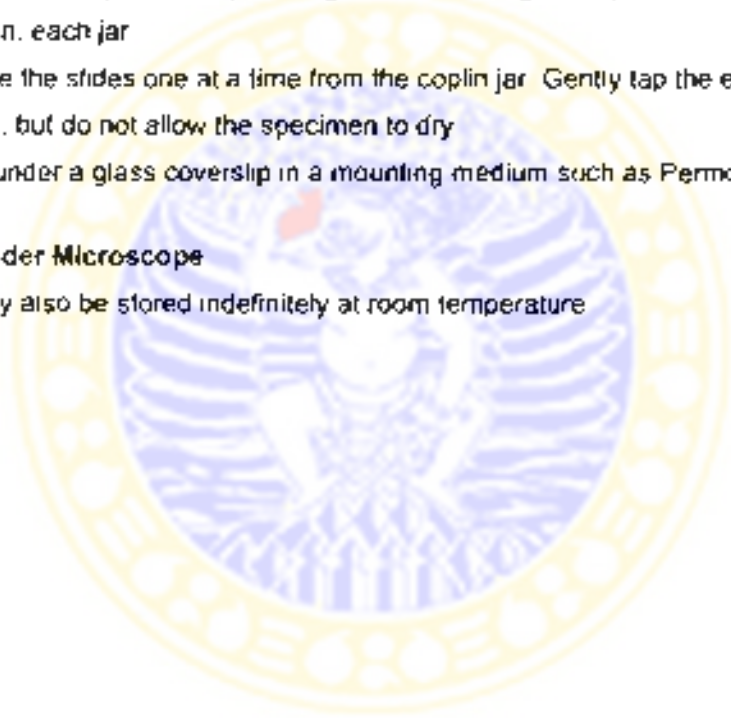 n. each jar
e the slides one at a time from the coplin jar Gently tap the e
. but do not allow the specimen to dry
under a glass coverslip in a mounting medium such as Permo
der Microscope
y also be stored indefinitely at room temperature